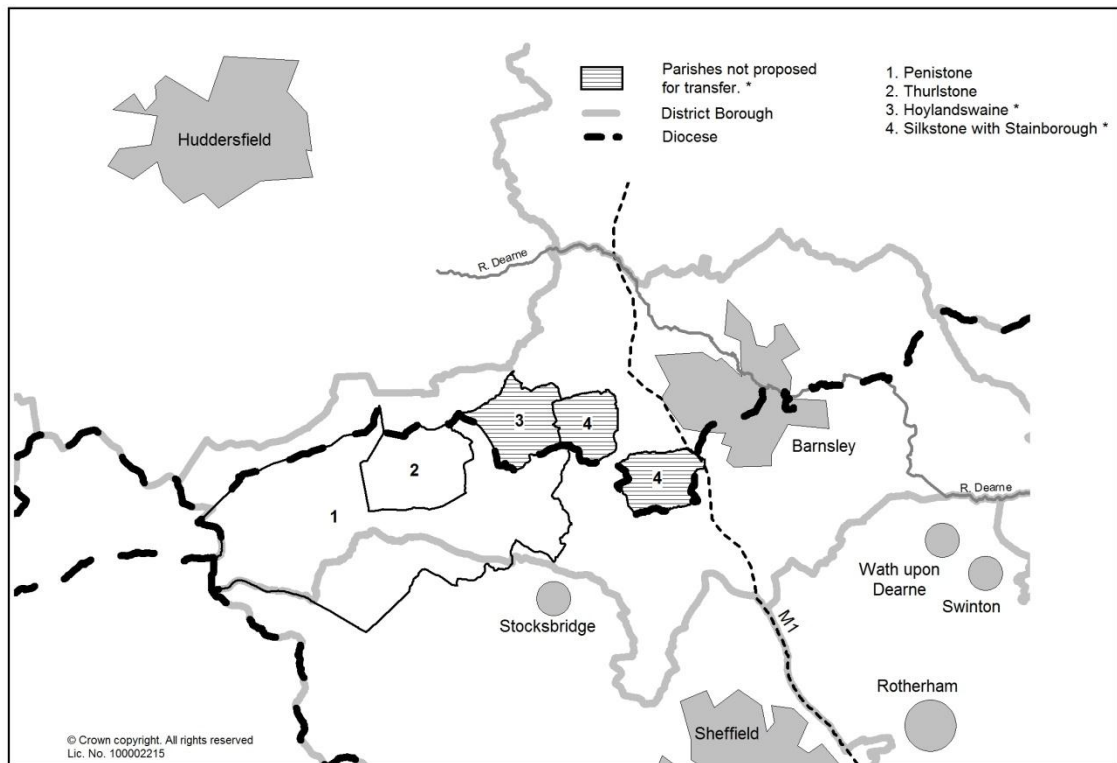 Parishes not proposed
for transfer. *
District Borough
Diocese
1. Penistone
2. Thurlstone
3. Hoylandswaine *
4. Silkstone with Stainborough *
Huddersfield
R. Dearne
3
4
2
4
1
Barnsley
R. Dearne
Wath upon
Dearne
Swinton
Stocksbridge
M1
Rotherham
Sheffield
© Crown copyright. All rights reserved
Lic. No. 100002215